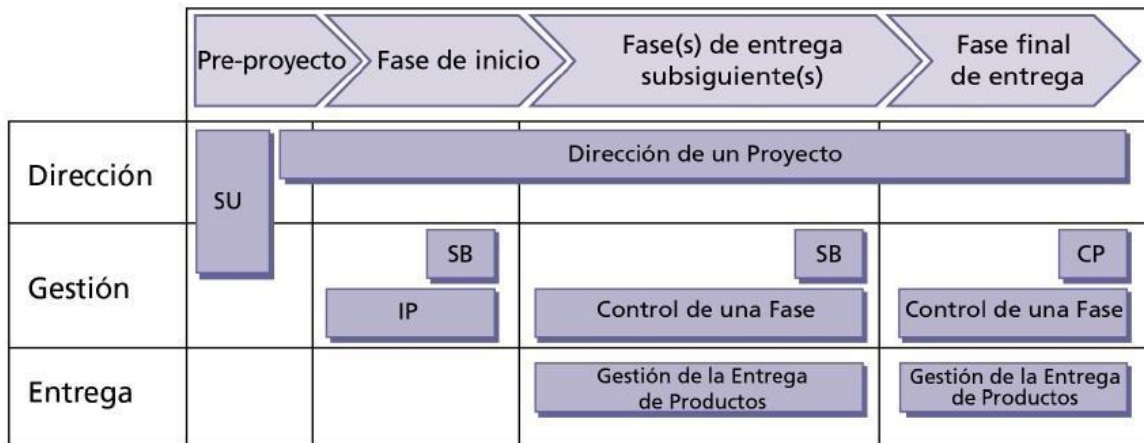 Pre-proyecto
Fase de inicio
Fase(s) de entrega
subsiguiente(s)
Fase final
de entrega
Dirección
SU
Dirección de un Proyecto
Gestión
SB
SB
CP
IP
Control de una Fase
Control de una Fase
Entrega
Gestión de la Entrega
de Productos
Gestión de la Entrega
de Productos